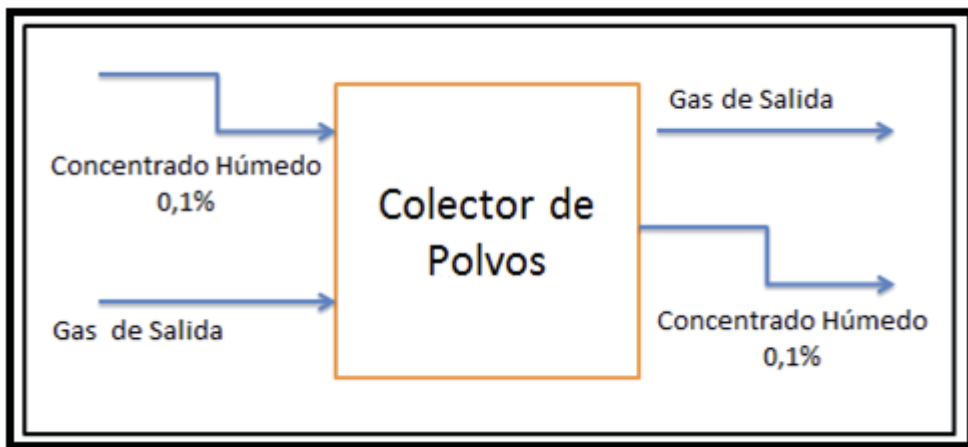 Concentrado Húmedo
0,1%
Gas de Salida
Colector de
Polvos
Gas de Salida
Concentrado Húmedo
0,1%